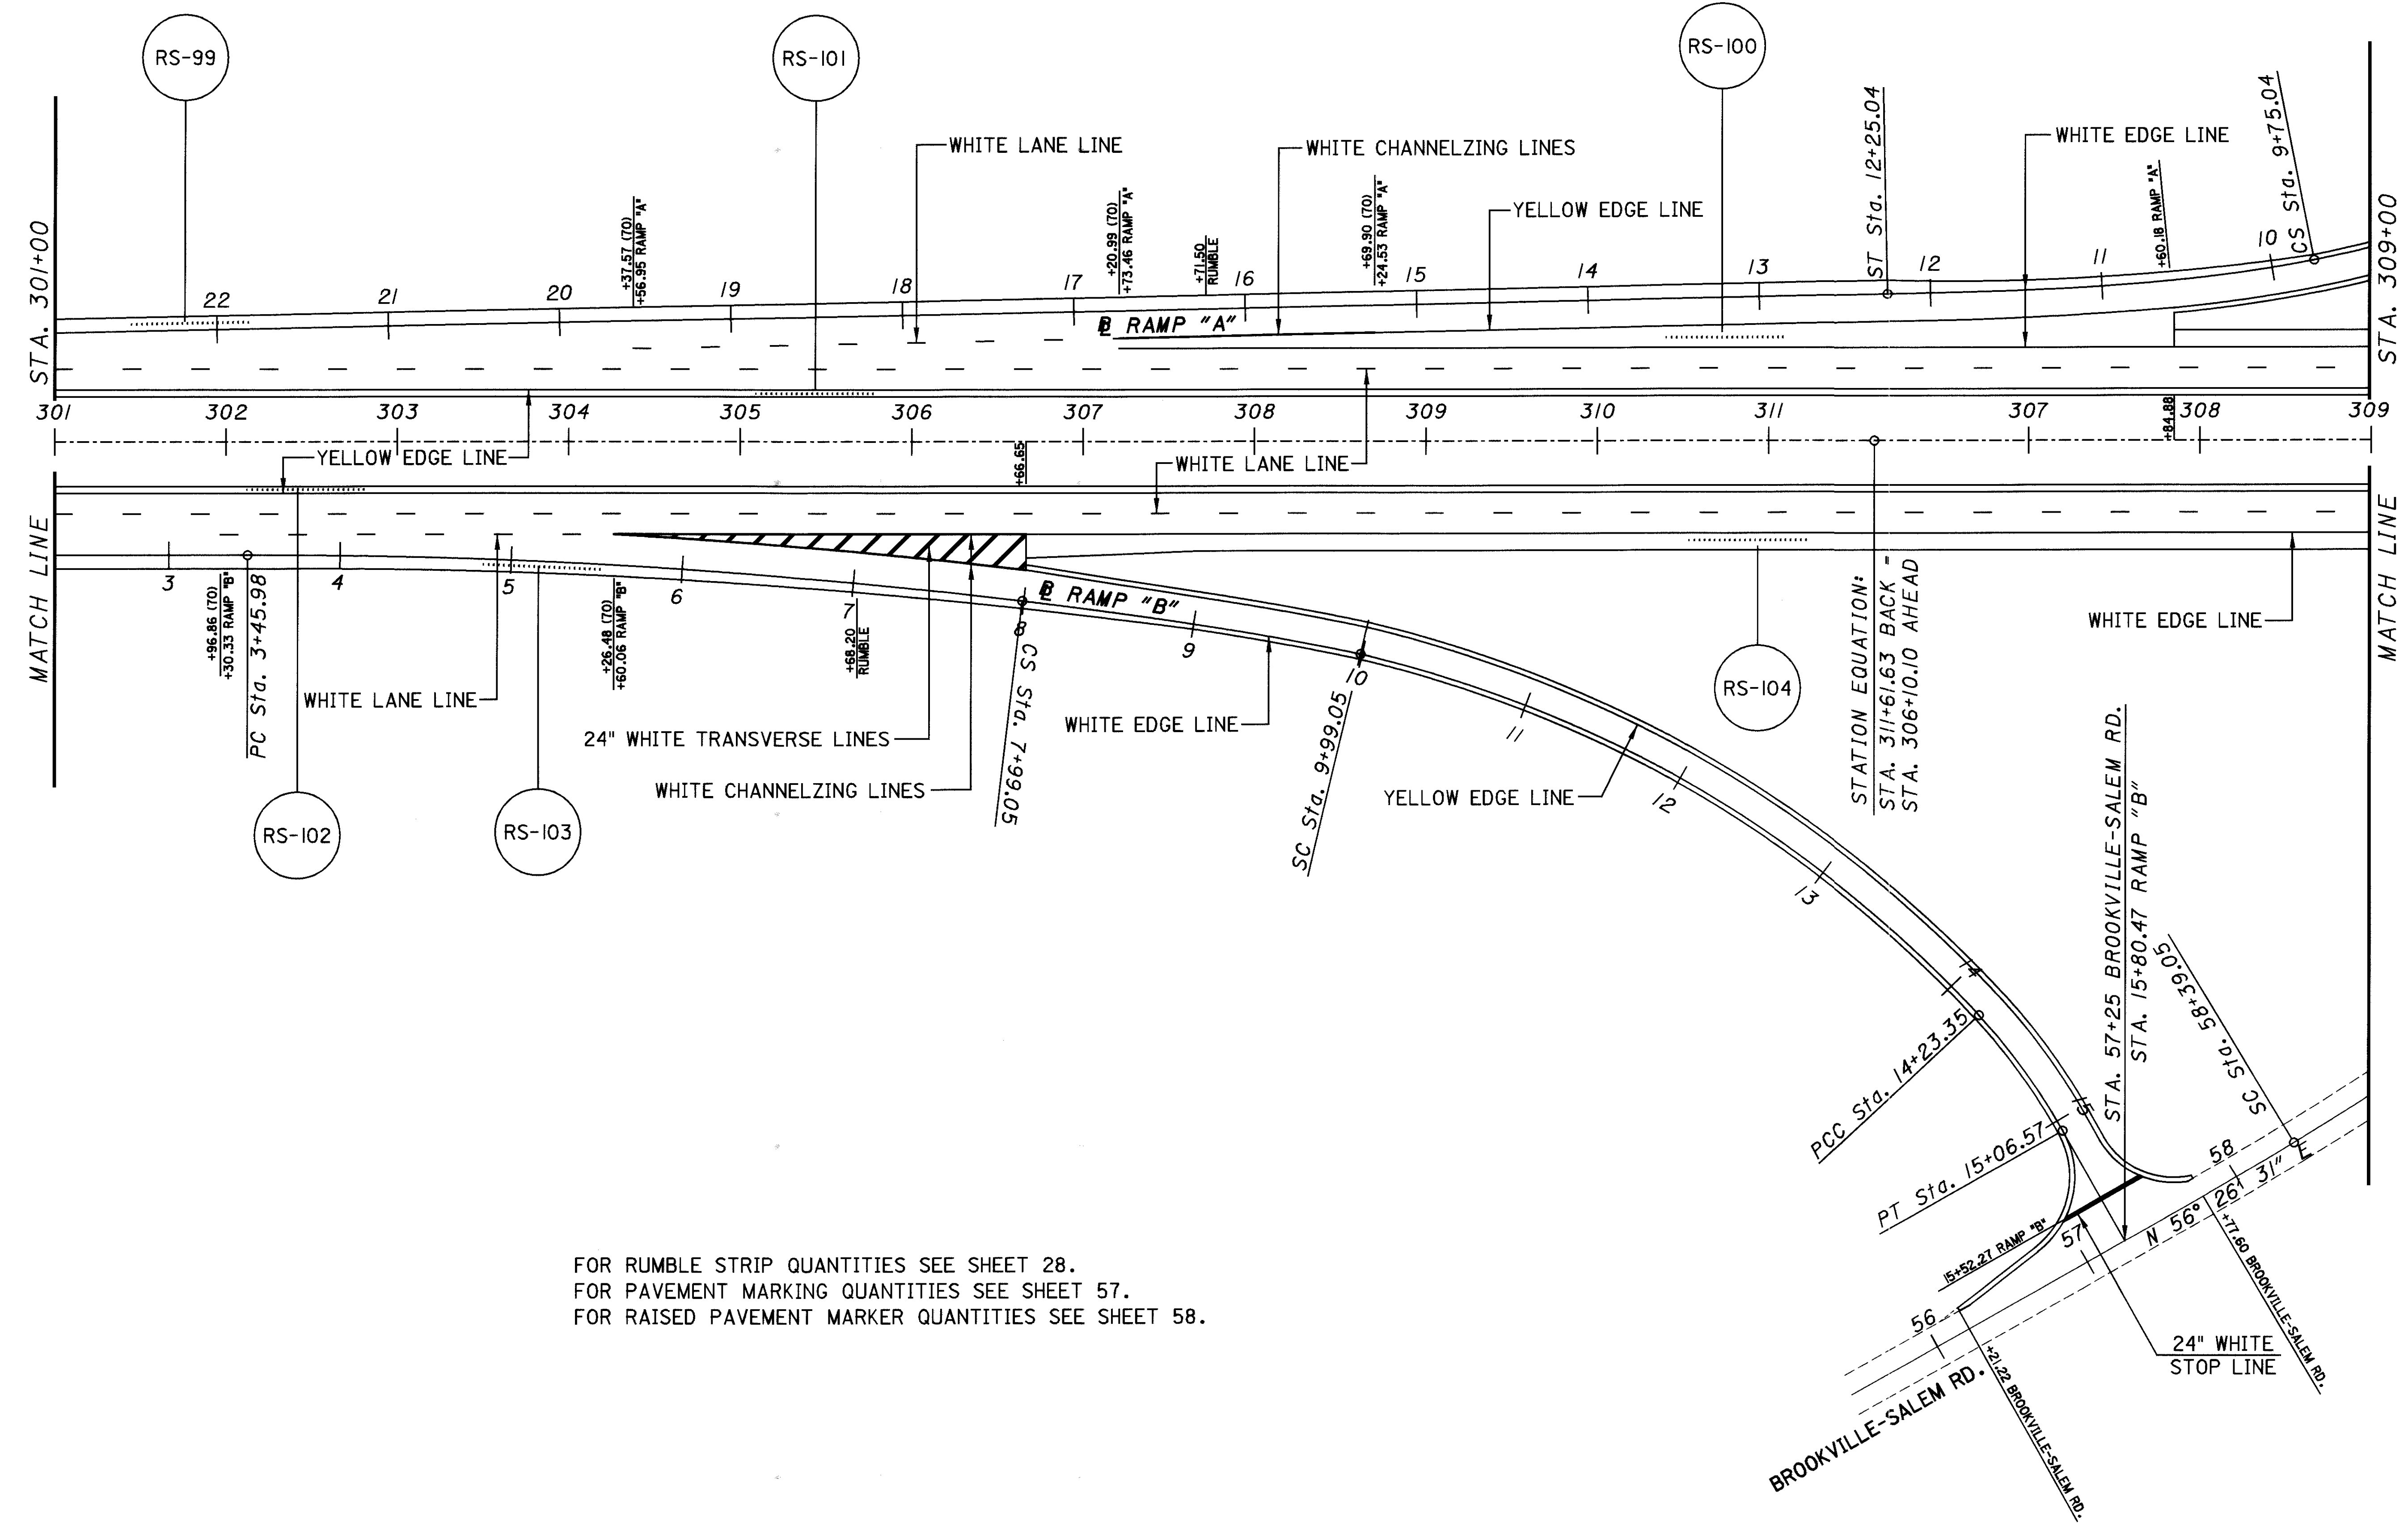 RS-99
RS-101
RS-100
WHITE LANE LINE
WHITE CHANNELZING LINES
YELLOW EDGE LINE
WHITE EDGE LINE
ST Sta. 12+25.04
CS Sta. 9+75.04
+37.57 (70)
+56.95 RAMP "A"
+20.99 (70)
+73.46 RAMP "A"
+71.50
RUMBLE
+69.90 (70)
+24.53 RAMP "A"
+60.18 RAMP "A"
STA. 301+00
STA. 309+00
22 21 20 19 18 17 16 15 14 13 12 11 10
RAMP "A"
301 302 303 304 305 306 307 308 309 310 311 307 308 309
+84.88
+66.65
YELLOW EDGE LINE
WHITE LANE LINE
MATCH LINE
MATCH LINE
3 4 5 6 7 8 9 10 11 12 13 14 15
RAMP "B"
+96.86 (70)
+30.33 RAMP "B"
PC Sta. 3+45.98
+26.48 (70)
+60.06 RAMP "B"
+68.20
RUMBLE
WHITE LANE LINE
24" WHITE TRANSVERSE LINES
WHITE CHANNELZING LINES
CS Sta. 7+99.05
WHITE EDGE LINE
SC Sta. 9+99.05
YELLOW EDGE LINE
WHITE EDGE LINE
RS-102
RS-103
RS-104
STATION EQUATION:
STA. 311+61.63 BACK =
STA. 306+10.10 AHEAD
STA. 57+25 BROOKVILLE-SALEM RD.
STA. 15+80.47 RAMP "B"
SC Sta. 58+39.05
PCC Sta. 14+23.35
PT Sta. 15+06.57
15+52.27 RAMP "B"
56 57 58
N 56° 26' 31" E
+77.60 BROOKVILLE-SALEM RD.
+21.22 BROOKVILLE-SALEM RD.
24" WHITE
STOP LINE
BROOKVILLE-SALEM RD.
FOR RUMBLE STRIP QUANTITIES SEE SHEET 28.
FOR PAVEMENT MARKING QUANTITIES SEE SHEET 57.
FOR RAISED PAVEMENT MARKER QUANTITIES SEE SHEET 58.